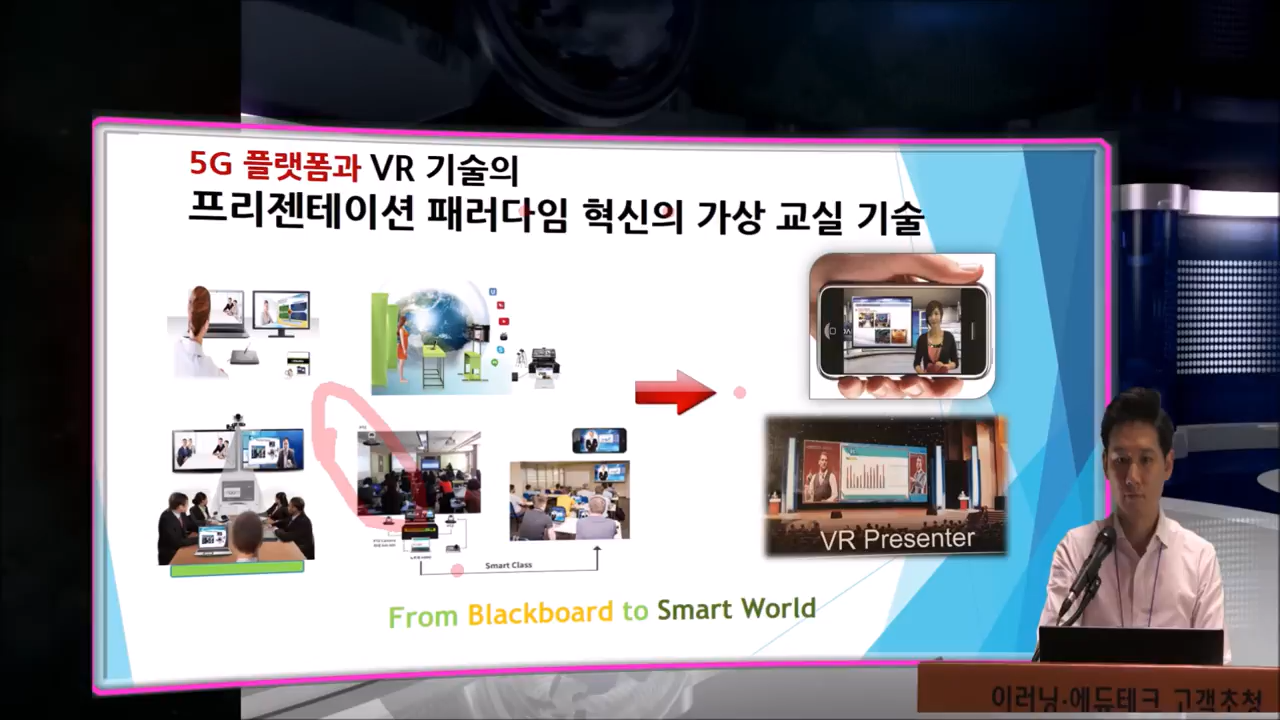 5G 플랫폼과 VR 기술의
프리젠테이션 패러다임 혁신의 가상 교실 기술
Smart Class
VR Presenter
From Blackboard to Smart World
이러닝·에듀테크 고객초청